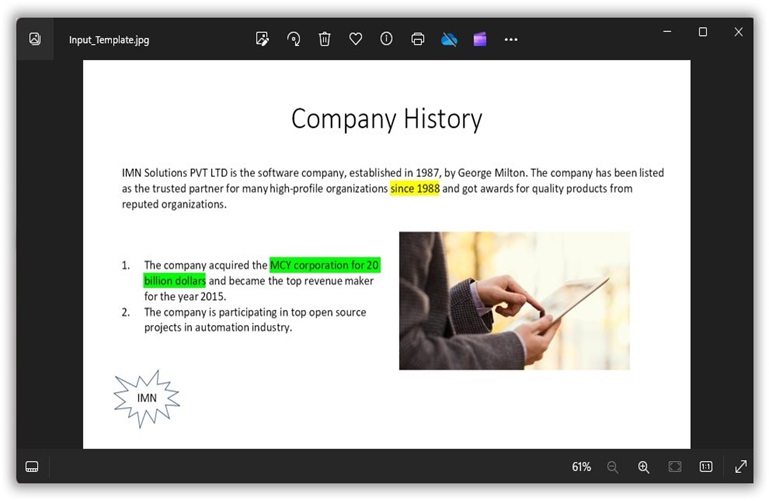 Input_Template.jpg
Company History
IMN Solutions PVT LTD is the software company, established in 1987, by George Milton. The company has been listed
as the trusted partner for many high-profile organizations since 1988 and got awards for quality products from
reputed organizations.
1. The company acquired the MCY corporation for 20
billion dollars and became the top revenue maker
for the year 2015.
2. The company is participating in top open source
projects in automation industry.
IMN
61%
1:1